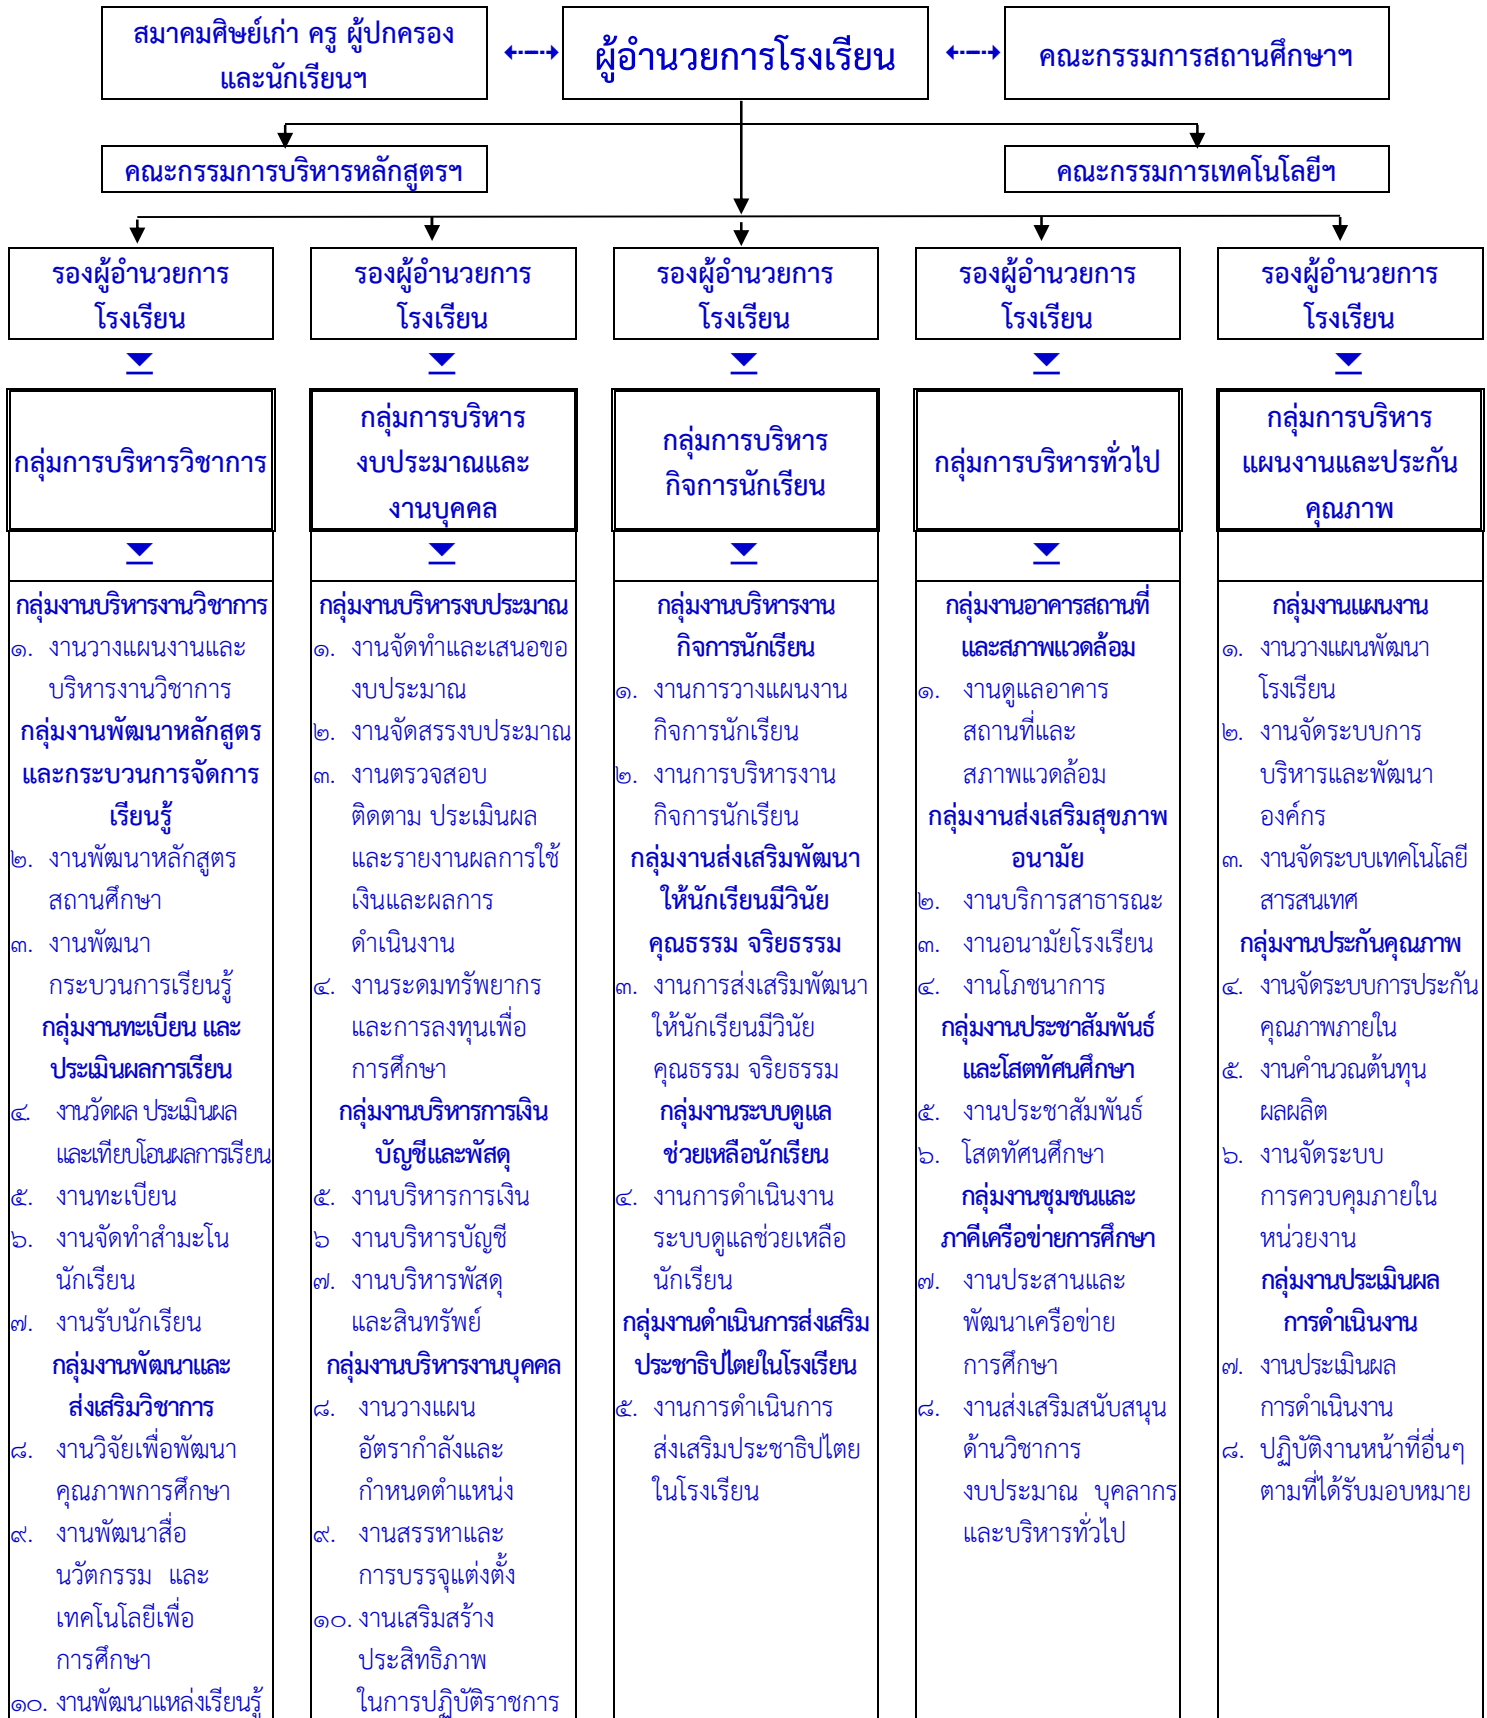 สมาคมศิษย์เก่า ครู ผู้ปกครอง
และนักเรียนฯ
ผู้อำนวยการโรงเรียน
คณะกรรมการสถานศึกษาฯ
คณะกรรมการบริหารหลักสูตรฯ
คณะกรรมการเทคโนโลยีฯ
รองผู้อำนวยการ
โรงเรียน
รองผู้อำนวยการ
โรงเรียน
รองผู้อำนวยการ
โรงเรียน
รองผู้อำนวยการ
โรงเรียน
รองผู้อำนวยการ
โรงเรียน
กลุ่มการบริหารวิชาการ
กลุ่มการบริหาร
งบประมาณและ
งานบุคคล
กลุ่มการบริหาร
กิจการนักเรียน
กลุ่มการบริหารทั่วไป
กลุ่มการบริหาร
แผนงานและประกัน
คุณภาพ
กลุ่มงานบริหารงานวิชาการ
๑. งานวางแผนงานและ
บริหารงานวิชาการ
กลุ่มงานพัฒนาหลักสูตร
และกระบวนการจัดการ
เรียนรู้
๒. งานพัฒนาหลักสูตร
สถานศึกษา
๓. งานพัฒนา
กระบวนการเรียนรู้
กลุ่มงานทะเบียน และ
ประเมินผลการเรียน
๔. งานวัดผล ประเมินผล
และเทียบโอนผลการเรียน
๕. งานทะเบียน
๖. งานจัดทำสำมะโน
นักเรียน
๗. งานรับนักเรียน
กลุ่มงานพัฒนาและ
ส่งเสริมวิชาการ
๘. งานวิจัยเพื่อพัฒนา
คุณภาพการศึกษา
๙. งานพัฒนาสื่อ
นวัตกรรม และ
เทคโนโลยีเพื่อ
การศึกษา
๑๐. งานพัฒนาแหล่งเรียนรู้
กลุ่มงานบริหารงบประมาณ
๑. งานจัดทำและเสนอขอ
งบประมาณ
๒. งานจัดสรรงบประมาณ
๓. งานตรวจสอบ
ติดตาม ประเมินผล
และรายงานผลการใช้
เงินและผลการ
ดำเนินงาน
๔. งานระดมทรัพยากร
และการลงทุนเพื่อ
การศึกษา
กลุ่มงานบริหารการเงิน
บัญชีและพัสดุ
๕. งานบริหารการเงิน
๖ งานบริหารบัญชี
๗. งานบริหารพัสดุ
และสินทรัพย์
กลุ่มงานบริหารงานบุคคล
๘. งานวางแผน
อัตรากำลังและ
กำหนดตำแหน่ง
๙. งานสรรหาและ
การบรรจุแต่งตั้ง
๑๐. งานเสริมสร้าง
ประสิทธิภาพ
ในการปฏิบัติราชการ
กลุ่มงานบริหารงาน
กิจการนักเรียน
๑. งานการวางแผนงาน
กิจการนักเรียน
๒. งานการบริหารงาน
กิจการนักเรียน
กลุ่มงานส่งเสริมพัฒนา
ให้นักเรียนมีวินัย
คุณธรรม จริยธรรม
๓. งานการส่งเสริมพัฒนา
ให้นักเรียนมีวินัย
คุณธรรม จริยธรรม
กลุ่มงานระบบดูแล
ช่วยเหลือนักเรียน
๔. งานการดำเนินงาน
ระบบดูแลช่วยเหลือ
นักเรียน
กลุ่มงานดำเนินการส่งเสริม
ประชาธิปไตยในโรงเรียน
๕. งานการดำเนินการ
ส่งเสริมประชาธิปไตย
ในโรงเรียน
กลุ่มงานอาคารสถานที่
และสภาพแวดล้อม
๑. งานดูแลอาคาร
สถานที่และ
สภาพแวดล้อม
กลุ่มงานส่งเสริมสุขภาพ
อนามัย
๒. งานบริการสาธารณะ
๓. งานอนามัยโรงเรียน
๔. งานโภชนาการ
กลุ่มงานประชาสัมพันธ์
และโสตทัศนศึกษา
๕. งานประชาสัมพันธ์
๖. โสตทัศนศึกษา
กลุ่มงานชุมชนและ
ภาคีเครือข่ายการศึกษา
๗. งานประสานและ
พัฒนาเครือข่าย
การศึกษา
๘. งานส่งเสริมสนับสนุน
ด้านวิชาการ
งบประมาณ บุคลากร
และบริหารทั่วไป
กลุ่มงานแผนงาน
๑. งานวางแผนพัฒนา
โรงเรียน
๒. งานจัดระบบการ
บริหารและพัฒนา
องค์กร
๓. งานจัดระบบเทคโนโลยี
สารสนเทศ
กลุ่มงานประกันคุณภาพ
๔. งานจัดระบบการประกัน
คุณภาพภายใน
๕. งานคำนวณต้นทุน
ผลผลิต
๖. งานจัดระบบ
การควบคุมภายใน
หน่วยงาน
กลุ่มงานประเมินผล
การดำเนินงาน
๗. งานประเมินผล
การดำเนินงาน
๘. ปฏิบัติงานหน้าที่อื่นๆ
ตามที่ได้รับมอบหมาย